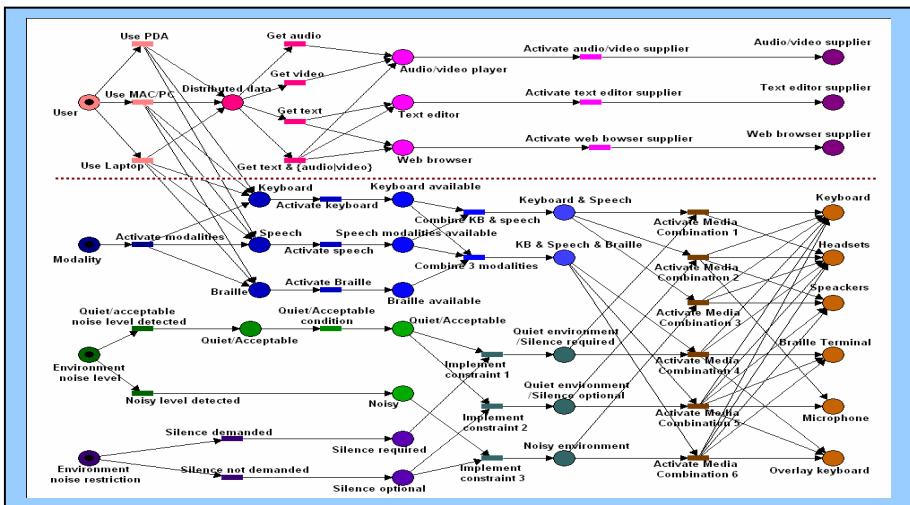 Use PDA
Get audio
Activate audio/video supplier
Audio/video supplier
Get video
Audio/video player
Use MAC/PC
Distributed data
Activate text editor supplier
Text editor supplier
User
Get text
Text editor
Activate web bowser supplier
Web browser supplier
Use Laptop
Get text & {audio|video}
Web browser
Keyboard
Keyboard available
Keyboard & Speech
Keyboard
Activate keyboard
Combine KB & speech
Activate Media
Combination 1
Activate modalities
Speech
Speech modalities available
KB & Speech & Braille
Headsets
Modality
Activate speech
Combine 3 modalities
Activate Media
Combination 2
Activate Braille
Speackers
Braille
Braille available
Quiet/acceptable
noise level detected
Quiet/Acceptable
condition
Quiet/Acceptable
Activate Media
Combination 3
Quiet/Acceptable
Quiet environment
/Silence required
Braille Terminal
Environment
noise level
Implement
constraint 1
Activate Media
Combination 4
Quiet environment
/Silence optional
Noisy level detected
Noisy
Implement
constraint 2
Activate Media
Combination 5
Microphone
Silence demanded
Noisy environment
Silence required
Environment
noise restriction
Silence not demanded
Implement
constraint 3
Activate Media
Combination 6
Overlay keyboard
Silence optional